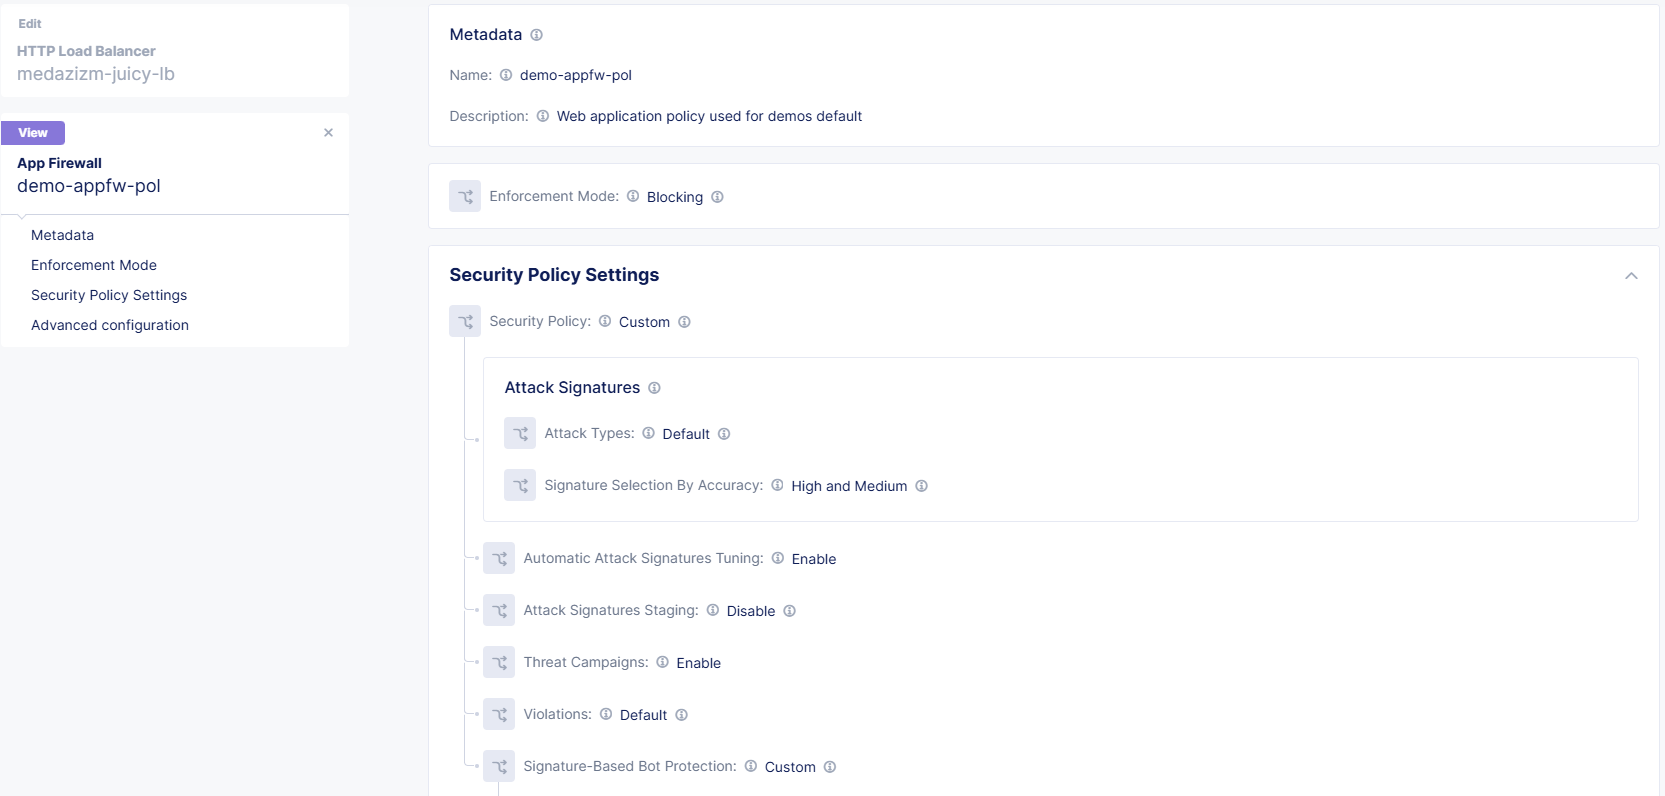 Edit
HTTP Load Balancer
medazizm-juicy-lb
View
App Firewall
demo-appfw-pol
Metadata
Enforcement Mode
Security Policy Settings
Advanced configuration
Metadata
Name: demo-appfw-pol
Description: Web application policy used for demos default
Enforcement Mode: Blocking
Security Policy Settings
Security Policy: Custom
Attack Signatures
Attack Types: Default
Signature Selection By Accuracy: High and Medium
Automatic Attack Signatures Tuning: Enable
Attack Signatures Staging: Disable
Threat Campaigns: Enable
Violations: Default
Signature-Based Bot Protection: Custom